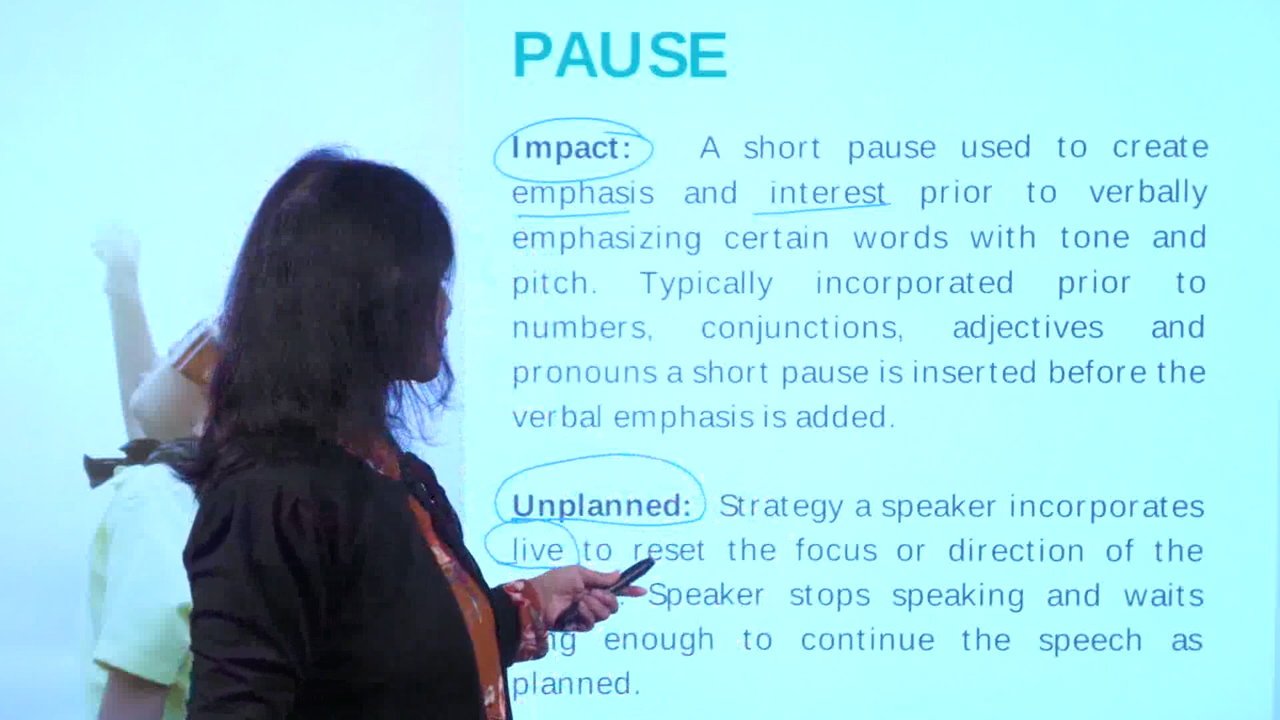 PAUSE
Impact: A short pause used to create
emphasis and interest prior to verbally
emphasizing certain words with tone and
pitch. Typically incorporated prior to
numbers, conjunctions, adjectives and
pronouns a short pause is inserted before the
verbal emphasis is added.
Unplanned: Strategy a speaker incorporates
live to reset the focus or direction of the
Speaker stops speaking and waits
enough to continue the speech as
planned.